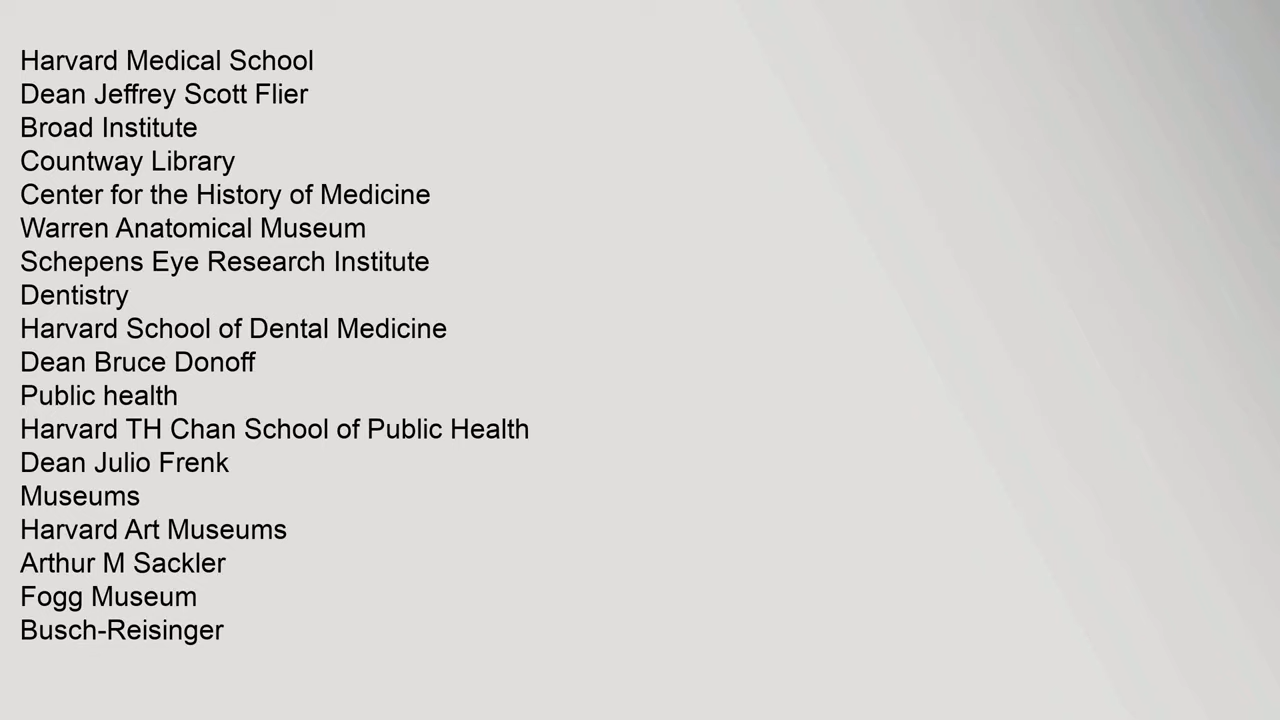 Harvard Medical School
Dean Jeffrey Scott Flier
Broad Institute
Countway Library
Center for the History of Medicine
Warren Anatomical Museum
Schepens Eye Research Institute
Dentistry
Harvard School of Dental Medicine
Dean Bruce Donoff
Public health
Harvard TH Chan School of Public Health
Dean Julio Frenk
Museums
Harvard Art Museums
Arthur M Sackler
Fogg Museum
Busch-Reisinger